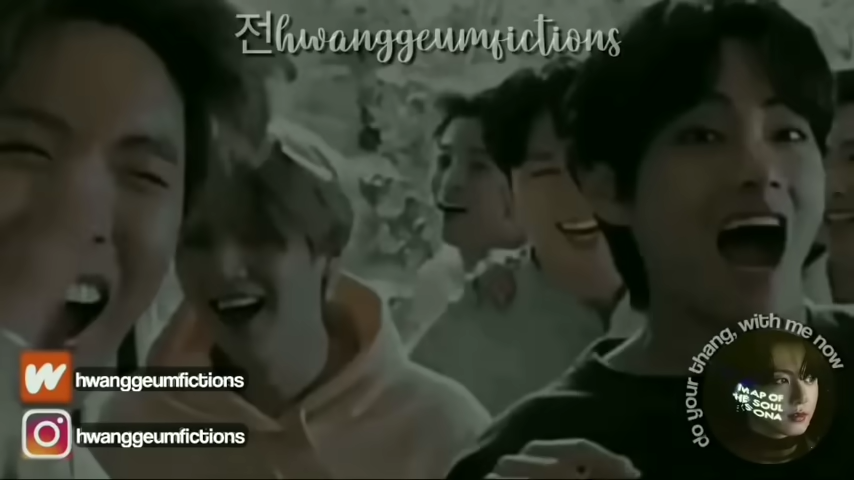 전hwanggeumfictions
hwanggeumfictions
hwanggeumfictions
do your thang, with me now
MAP OF
THE SOUL